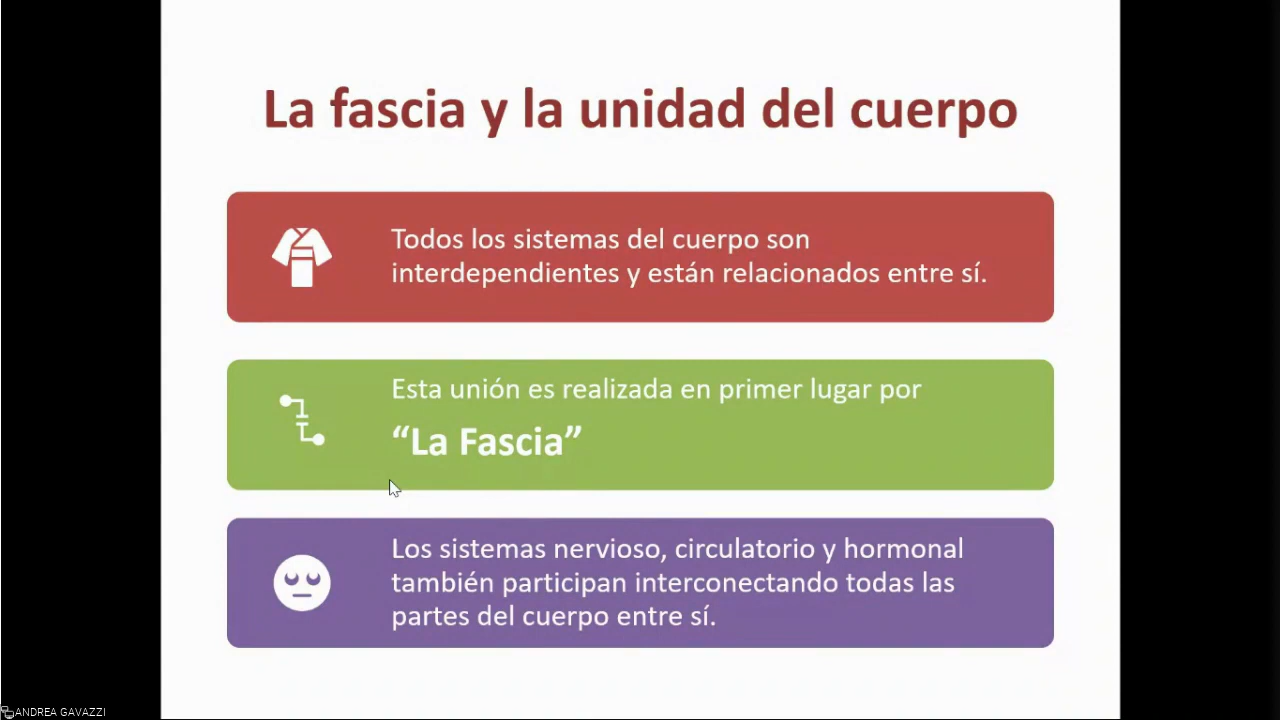 La fascia y la unidad del cuerpo
Todos los sistemas del cuerpo son
interdependientes y están relacionados entre sí.
Esta unión es realizada en primer lugar por
“La Fascia”
Los sistemas nervioso, circulatorio y hormonal
también participan interconectando todas las
partes del cuerpo entre sí.
ANDREA GAVAZZI